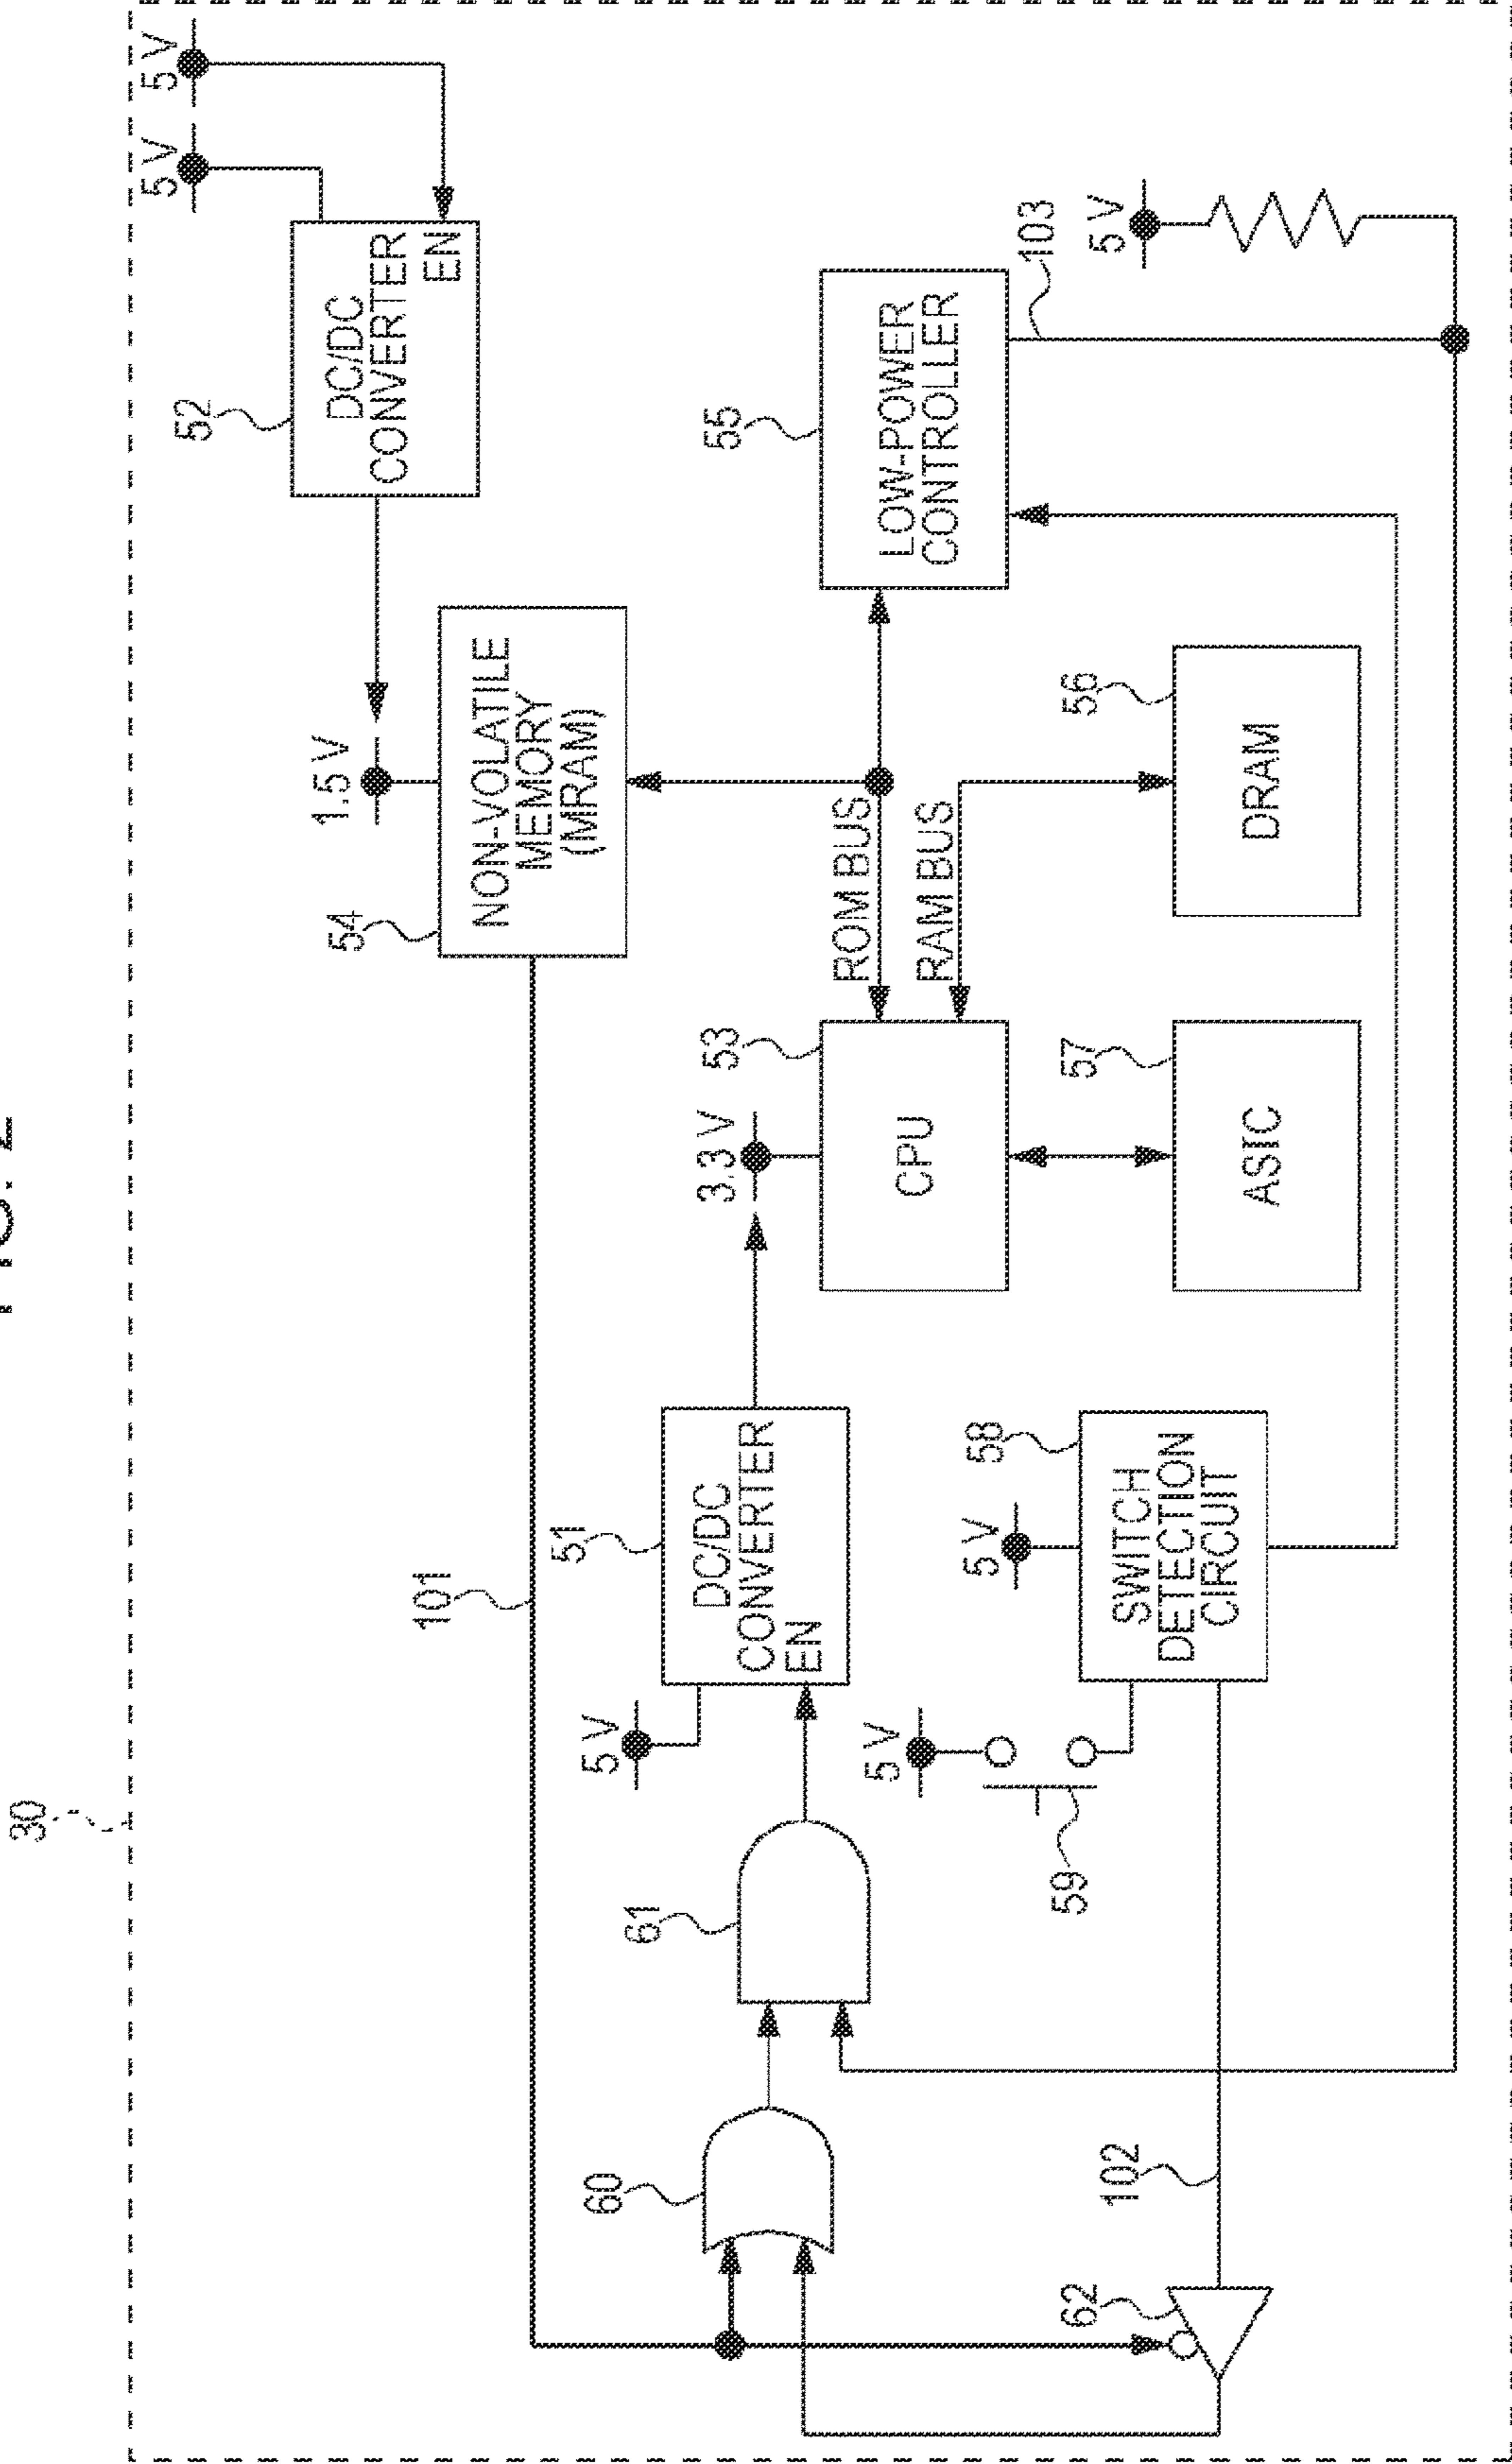 FIG. 2
30
101
54
1.5 V
NON-VOLATILE
MEMORY
(MRAM)
52
DC/DC
CONVERTER
EN
5 V
5 V
60
61
5 V
51
DC/DC
CONVERTER
EN
3.3 V
53
CPU
ROM BUS
RAM BUS
55
LOW-POWER
CONTROLLER
103
5 V
62
102
59
5 V
5 V
58
SWITCH
DETECTION
CIRCUIT
57
ASIC
56
DRAM